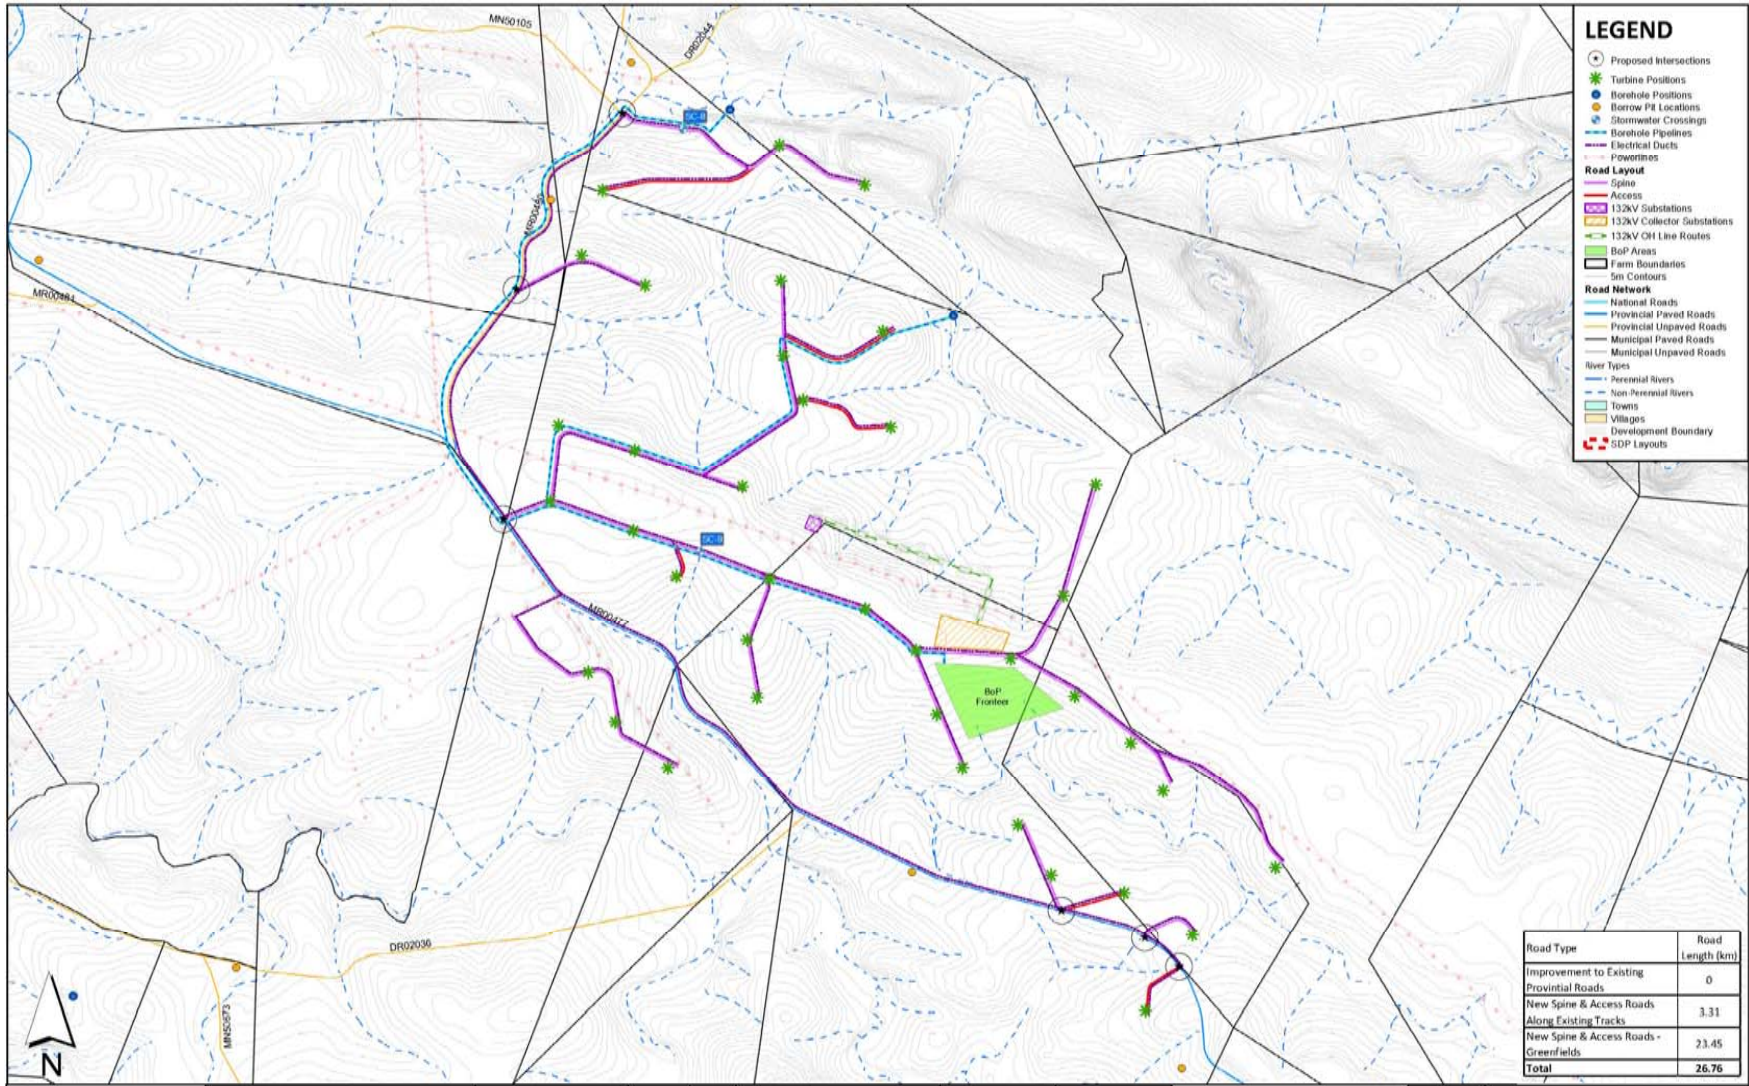 LEGEND
Proposed Intersections
Turbine Positions
Borehole Positions
Borrow Pit Locations
Stormwater Crossings
Borehole Pipelines
Electrical Ducts
Powerlines
Road Layout
Spine
Access
132kV Substations
132kV Collector Substations
132kV OH Line Routes
BoP Areas
Farm Boundaries
5m Contours
Road Network
National Roads
Provincial Paved Roads
Provincial Unpaved Roads
Municipal Paved Roads
Municipal Unpaved Roads
River Types
Perennial Rivers
Non-Perennial Rivers
Towns
Villages
Development Boundary
SDP Layouts
MN50105
DR02044
SC-8
MR00481
SC-9
MR00477
BoP
Fronteer
DR02036
MN50673
N
Road Type Road
Length (km)
Improvement to Existing
Provintial Roads 0
New Spine & Access Roads
Along Existing Tracks 3.31
New Spine & Access Roads -
Greenfields 23.45
Total 26.76